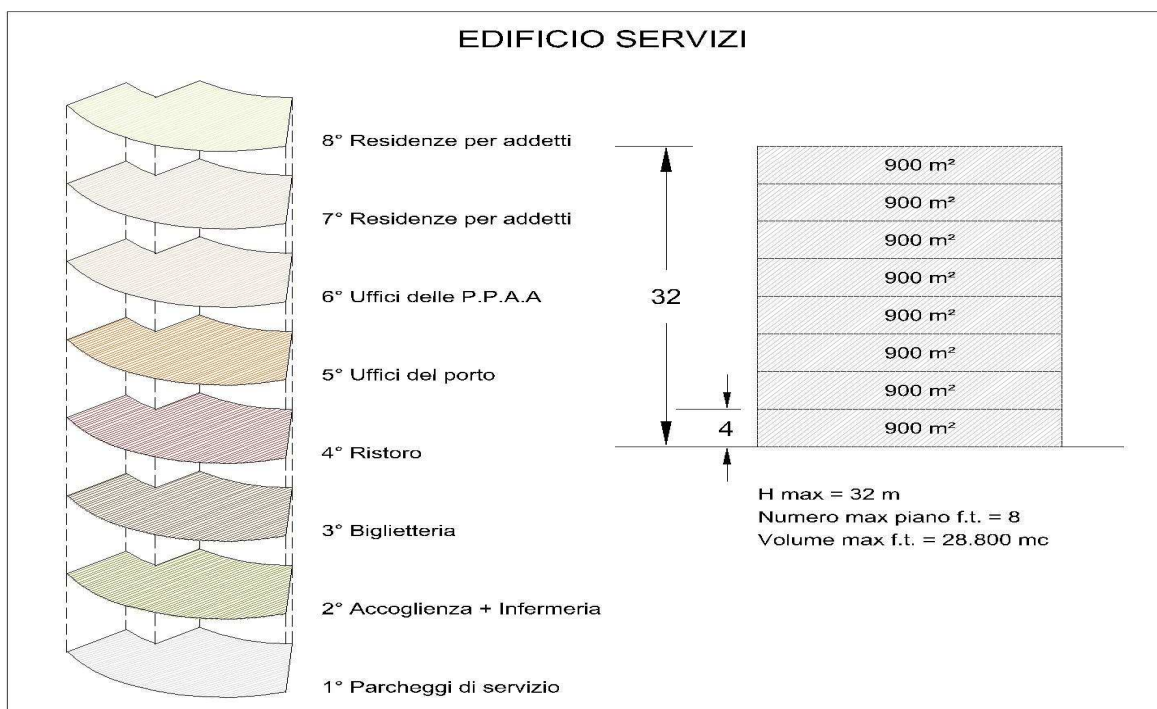 EDIFICIO SERVIZI
8° Residenze per addetti
7° Residenze per addetti
6° Uffici delle P.P.A.A
5° Uffici del porto
4° Ristoro
3° Biglietteria
2° Accoglienza + Infermeria
1° Parcheggi di servizio
32
4
900 m²
900 m²
900 m²
900 m²
900 m²
900 m²
900 m²
900 m²
H max = 32 m
Numero max piano f.t. = 8
Volume max f.t. = 28.800 mc